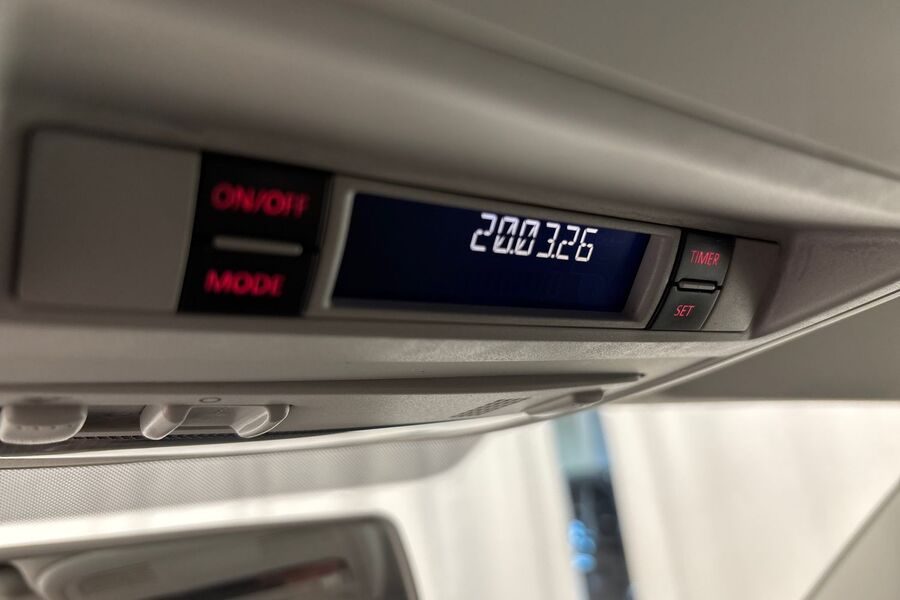 ON/OFF
MODE
20.03.26
TIMER
SET